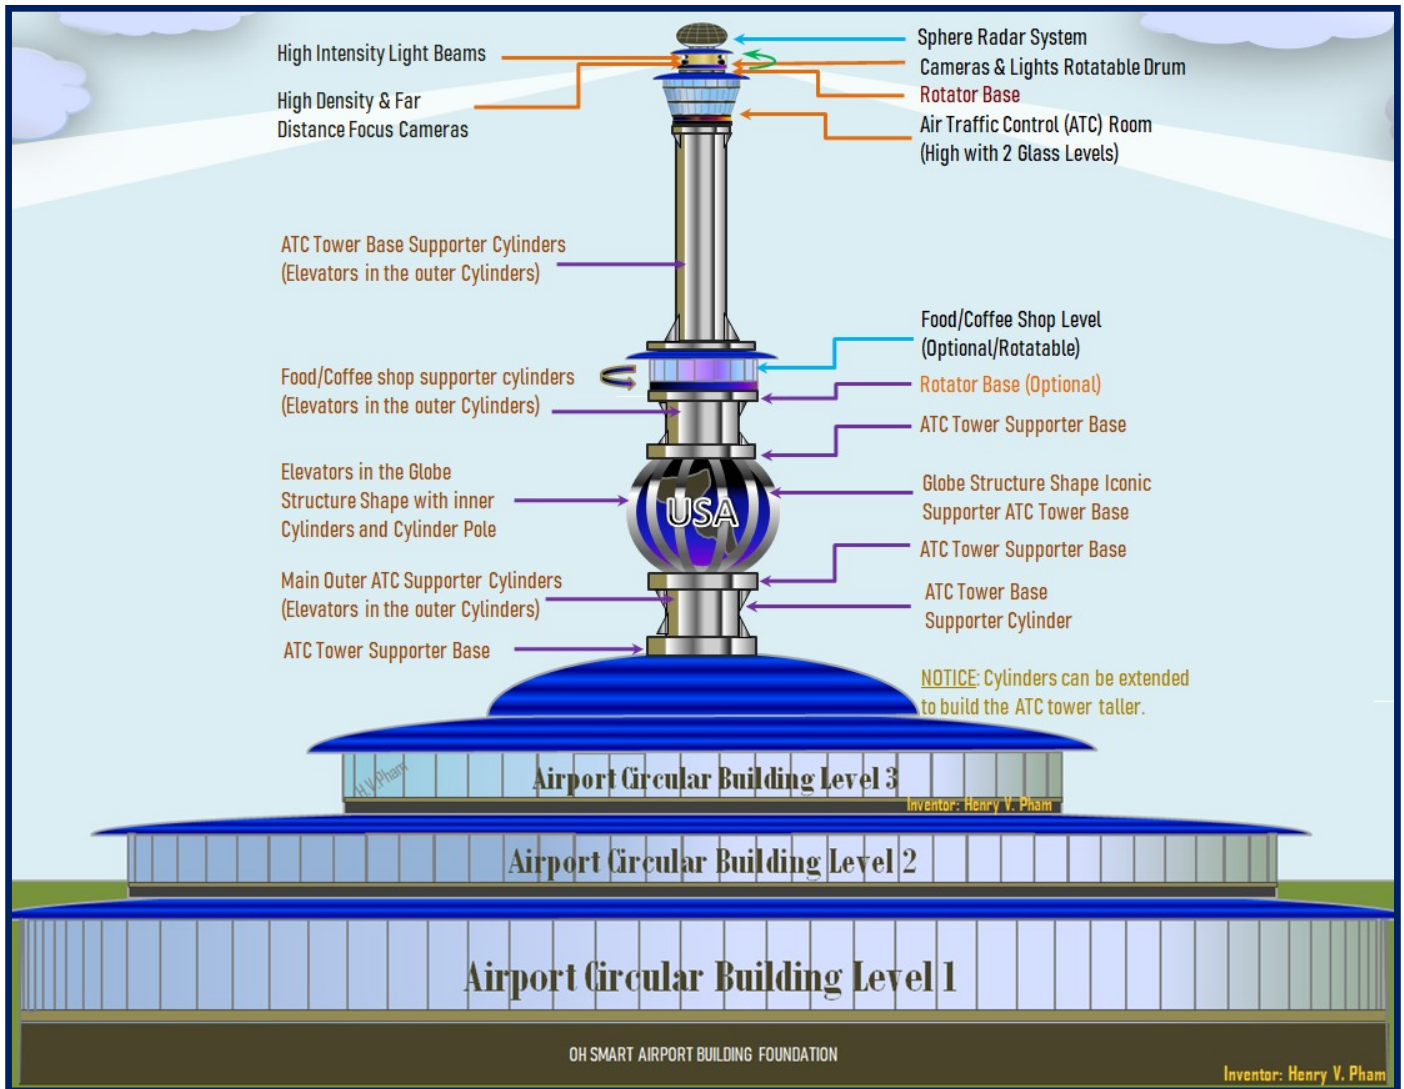 High Intensity Light Beams
High Density & Far
Distance Focus Cameras
Sphere Radar System
Cameras & Lights Rotatable Drum
Rotator Base
Air Traffic Control (ATC) Room
(High with 2 Glass Levels)
ATC Tower Base Supporter Cylinders
(Elevators in the outer Cylinders)
Food/Coffee Shop Level
(Optional/Rotatable)
Food/Coffee shop supporter cylinders
(Elevators in the outer Cylinders)
Rotator Base (Optional)
ATC Tower Supporter Base
Elevators in the Globe
Structure Shape with inner
Cylinders and Cylinder Pole
USA
Globe Structure Shape Iconic
Supporter ATC Tower Base
ATC Tower Supporter Base
Main Outer ATC Supporter Cylinders
(Elevators in the outer Cylinders)
ATC Tower Base
Supporter Cylinder
ATC Tower Supporter Base
NOTICE: Cylinders can be extended
to build the ATC tower taller.
H.V.Pham
Airport Circular Building Level 3
Inventor: Henry V. Pham
Airport Circular Building Level 2
Airport Circular Building Level 1
OH SMART AIRPORT BUILDING FOUNDATION
Inventor: Henry V. Pham